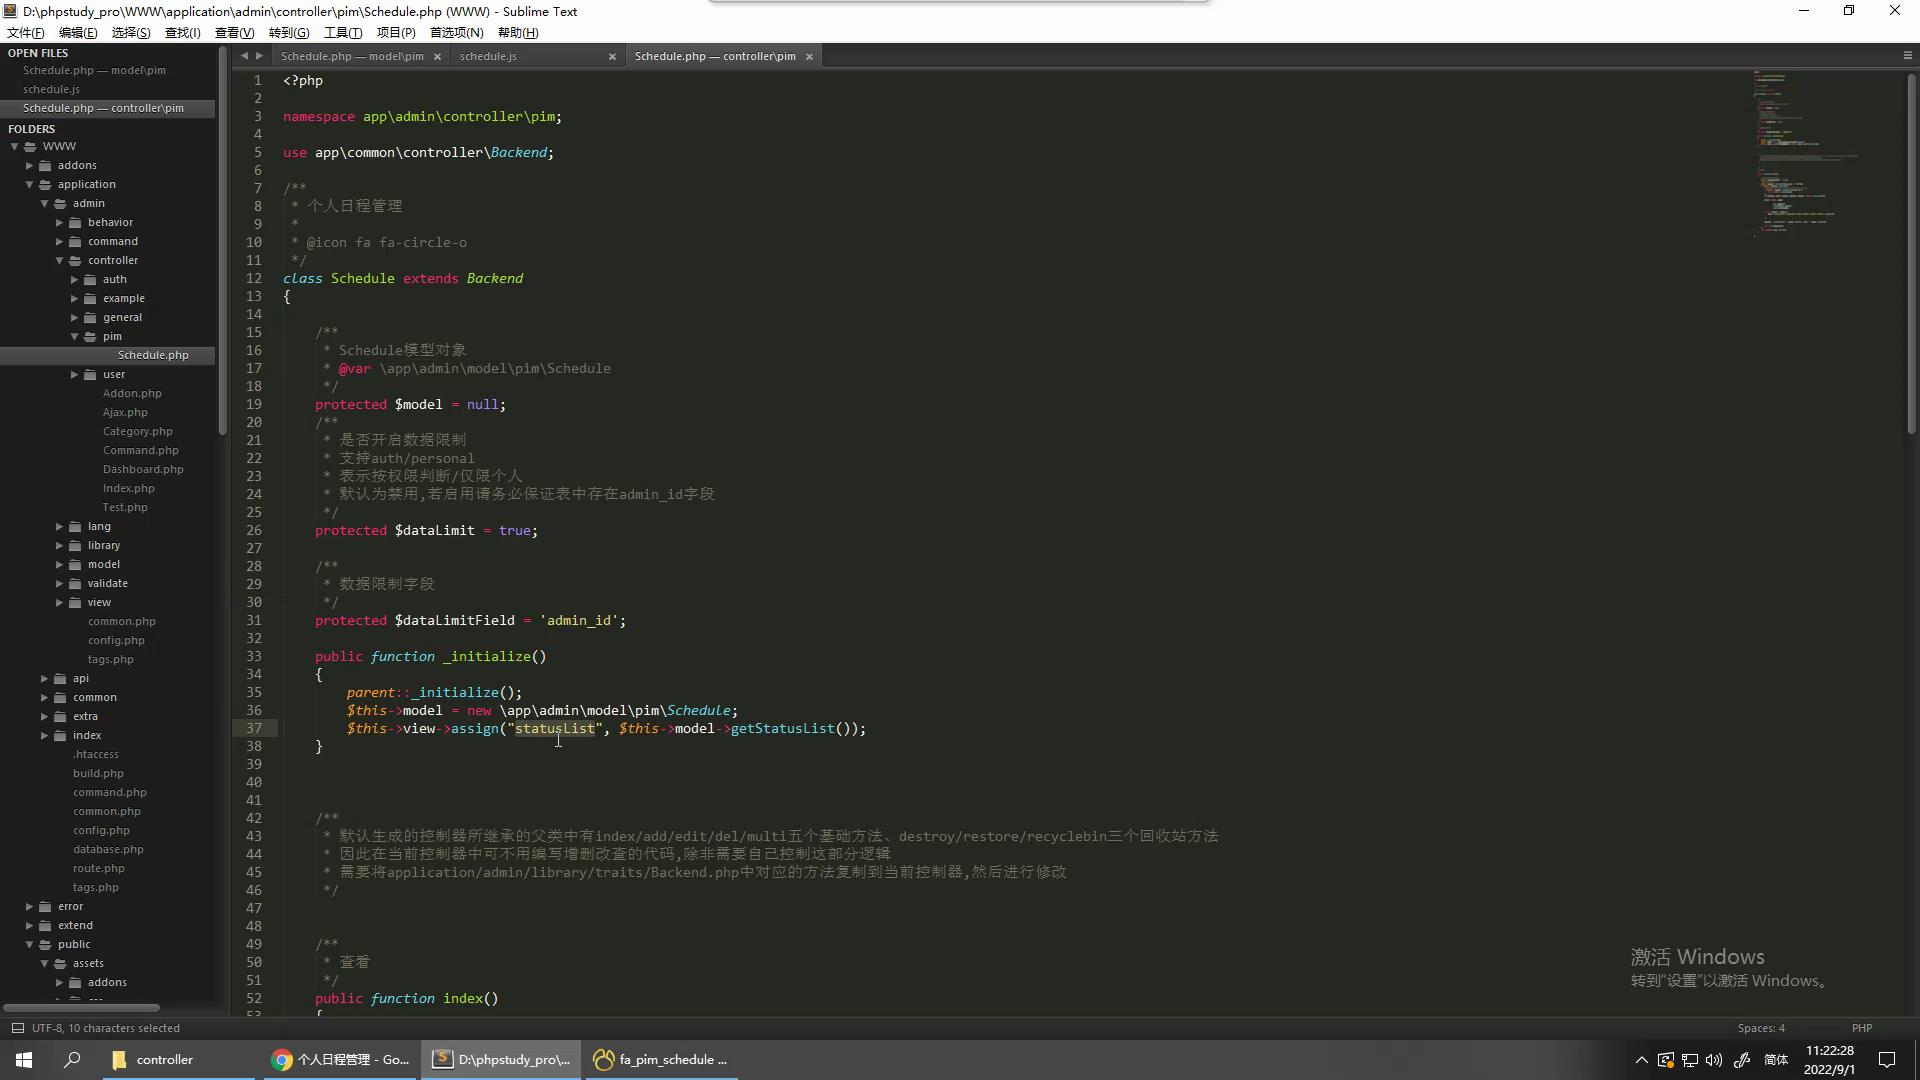 D:\phpstudy_pro\WWW\application\admin\controller\pim\Schedule.php (WWW) - Sublime Text
文件(F) 编辑(E) 选择(S) 查找(I) 查看(V) 转到(G) 工具(T) 项目(P) 首选项(N) 帮助(H)
OPEN FILES
Schedule.php — model\pim
schedule.js
Schedule.php — controller\pim
FOLDERS
WWW
addons
application
admin
behavior
command
controller
auth
example
general
pim
Schedule.php
user
Addon.php
Ajax.php
Category.php
Command.php
Dashboard.php
Index.php
Test.php
lang
library
model
validate
view
common.php
config.php
tags.php
api
common
extra
index
.htaccess
build.php
command.php
common.php
config.php
database.php
route.php
tags.php
error
extend
public
assets
addons
Schedule.php — model\pim × schedule.js × Schedule.php — controller\pim ×
1 <?php
2
3 namespace app\admin\controller\pim;
4
5 use app\common\controller\Backend;
6
7 /**
8 * 个人日程管理
9 *
10 * @icon fa fa-circle-o
11 */
12 class Schedule extends Backend
13 {
14
15 /**
16 * Schedule模型对象
17 * @var \app\admin\model\pim\Schedule
18 */
19 protected $model = null;
20 /**
21 * 是否开启数据限制
22 * 支持auth/personal
23 * 表示按权限判断/仅限个人
24 * 默认为禁用,若启用请务必保证表中存在admin_id字段
25 */
26 protected $dataLimit = true;
27
28 /**
29 * 数据限制字段
30 */
31 protected $dataLimitField = 'admin_id';
32
33 public function _initialize()
34 {
35 parent::_initialize();
36 $this->model = new \app\admin\model\pim\Schedule;
37 $this->view->assign("statusList", $this->model->getStatusList());
38 }
39
40
41
42 /**
43 * 默认生成的控制器所继承的父类中有index/add/edit/del/multi五个基础方法、destroy/restore/recyclebin三个回收站方法
44 * 因此在当前控制器中可不用编写增删改查的代码,除非需要自己控制这部分逻辑
45 * 需要将application/admin/library/traits/Backend.php中对应的方法复制到当前控制器,然后进行修改
46 */
47
48
49 /**
50 * 查看
51 */
52 public function index()
53 {
激活 Windows
转到"设置"以激活 Windows。
UTF-8, 10 characters selected Spaces: 4 PHP
controller 个人日程管理 - Go... D:\phpstudy_pro\... fa_pim_schedule ... 简体 11:22:28
2022/9/1